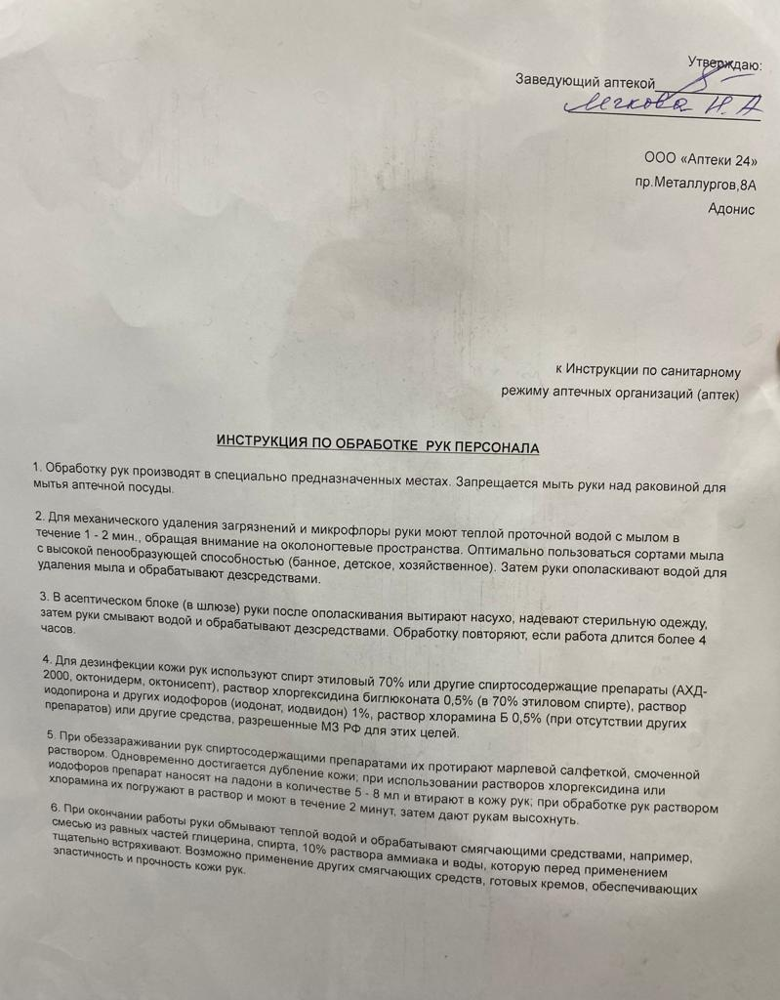 Утверждаю:
Заведующий аптекой
Легкова Н. А
ООО «Аптеки 24»
пр.Металлургов,8А
Адонис
к Инструкции по санитарному
режиму аптечных организаций (аптек)
ИНСТРУКЦИЯ ПО ОБРАБОТКЕ РУК ПЕРСОНАЛА
1. Обработку рук производят в специально предназначенных местах. Запрещается мыть руки над раковиной для
мытья аптечной посуды.
2. Для механического удаления загрязнений и микрофлоры руки моют теплой проточной водой с мылом в
течение 1 - 2 мин., обращая внимание на околоногтевые пространства. Оптимально пользоваться сортами мыла
с высокой пенообразующей способностью (банное, детское, хозяйственное). Затем руки ополаскивают водой для
удаления мыла и обрабатывают дезсредствами.
3. В асептическом блоке (в шлюзе) руки после ополаскивания вытирают насухо, надевают стерильную одежду,
затем руки смывают водой и обрабатывают дезсредствами. Обработку повторяют, если работа длится более 4
часов.
4. Для дезинфекции кожи рук используют спирт этиловый 70% или другие спиртосодержащие препараты (АХД-
2000, октонидерм, октонисепт), раствор хлоргексидина биглюконата 0,5% (в 70% этиловом спирте), раствор
иодопирона и других иодофоров (иодонат, иодвидон) 1%, раствор хлорамина Б 0,5% (при отсутствии других
препаратов) или другие средства, разрешенные МЗ РФ для этих целей.
5. При обеззараживании рук спиртосодержащими препаратами их протирают марлевой салфеткой, смоченной
раствором. Одновременно достигается дубление кожи; при использовании растворов хлоргексидина или
иодофоров препарат наносят на ладони в количестве 5 - 8 мл и втирают в кожу рук; при обработке рук раствором
хлорамина их погружают в раствор и моют в течение 2 минут, затем дают рукам высохнуть.
6. При окончании работы руки обмывают теплой водой и обрабатывают смягчающими средствами, например,
смесью из равных частей глицерина, спирта, 10% раствора аммиака и воды, которую перед применением
тщательно встряхивают. Возможно применение других смягчающих средств, готовых кремов, обеспечивающих
эластичность и прочность кожи рук.